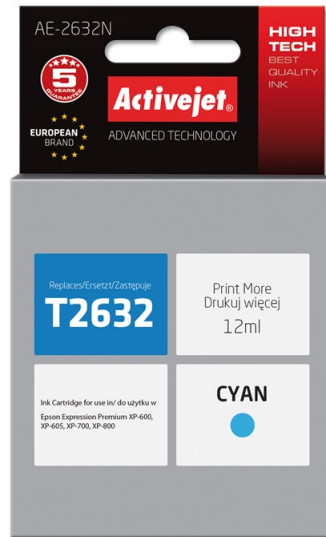 AE-2632N
5
YEARS
GUARANTEE
EUROPEAN
BRAND
Activejet®
ADVANCED TECHNOLOGY
HIGH
TECH
BEST
QUALITY
INK
Replaces/Ersetzt/Zastępuje
T2632
Print More
Drukuj więcej
12ml
Ink Cartridge for use in/ do użytku w
Epson Expression Premium XP-600,
XP-605, XP-700, XP-800
CYAN